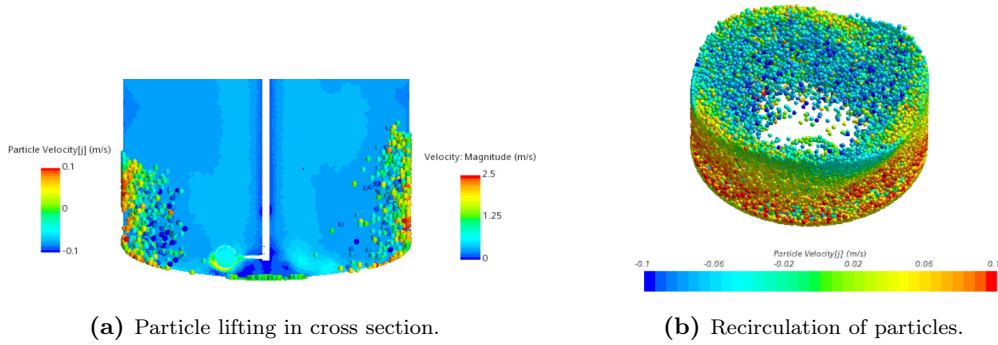 Particle Velocity[j] (m/s)
0.1
0
-0.1
Velocity: Magnitude (m/s)
2.5
1.25
0
Particle Velocity[j] (m/s)
-0.1 -0.06 -0.02 0.02 0.06 0.1
(a) Particle lifting in cross section.
(b) Recirculation of particles.